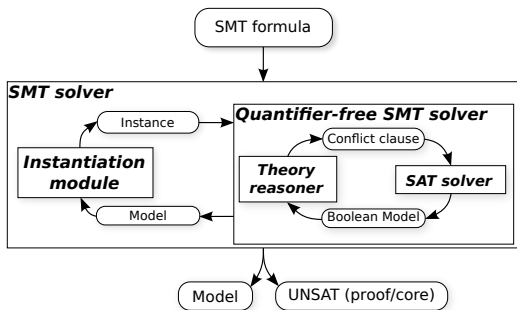 SMT formula
SMT solver
Instance
Quantifier-free SMT solver
Conflict clause
Instantiation
module
Theory
reasoner
SAT solver
Model
Boolean Model
Model
UNSAT (proof/core)